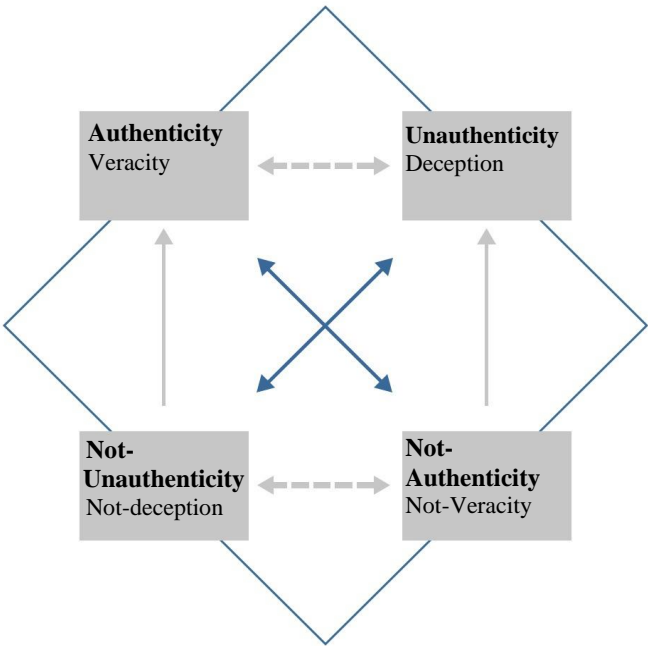 Authenticity
Veracity
Unauthenticity
Deception
Not-
Unauthenticity
Not-deception
Not-
Authenticity
Not-Veracity